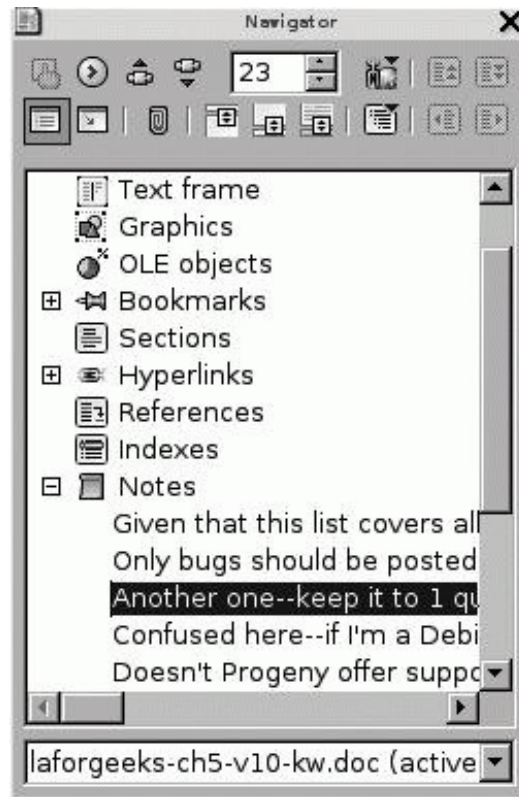 Navigator
23
Text frame
Graphics
OLE objects
Bookmarks
Sections
Hyperlinks
References
Indexes
Notes
Given that this list covers all
Only bugs should be posted
Another one--keep it to 1 qu
Confused here--if I'm a Debi
Doesn't Progeny offer suppo
laforgeeks-ch5-v10-kw.doc (active